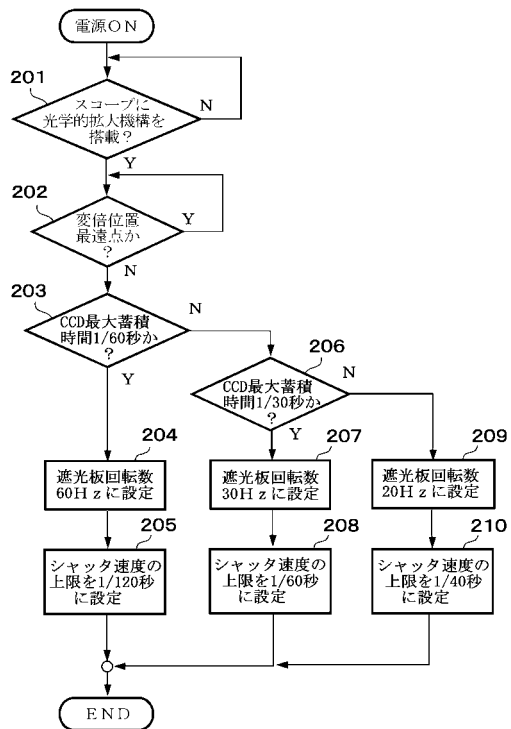 電源ON
201
スコープに
光学的拡大機構を
搭載？
N
Y
202
変倍位置
最遠点か
？
Y
N
203
CCD最大蓄積
時間1/60秒か
？
N
Y
206
CCD最大蓄積
時間1/30秒か
？
N
Y
204
遮光板回転数
60Hzに設定
207
遮光板回転数
30Hzに設定
209
遮光板回転数
20Hzに設定
205
シャッタ速度の
上限を1/120秒
に設定
208
シャッタ速度の
上限を1/60秒
に設定
210
シャッタ速度の
上限を1/40秒
に設定
END